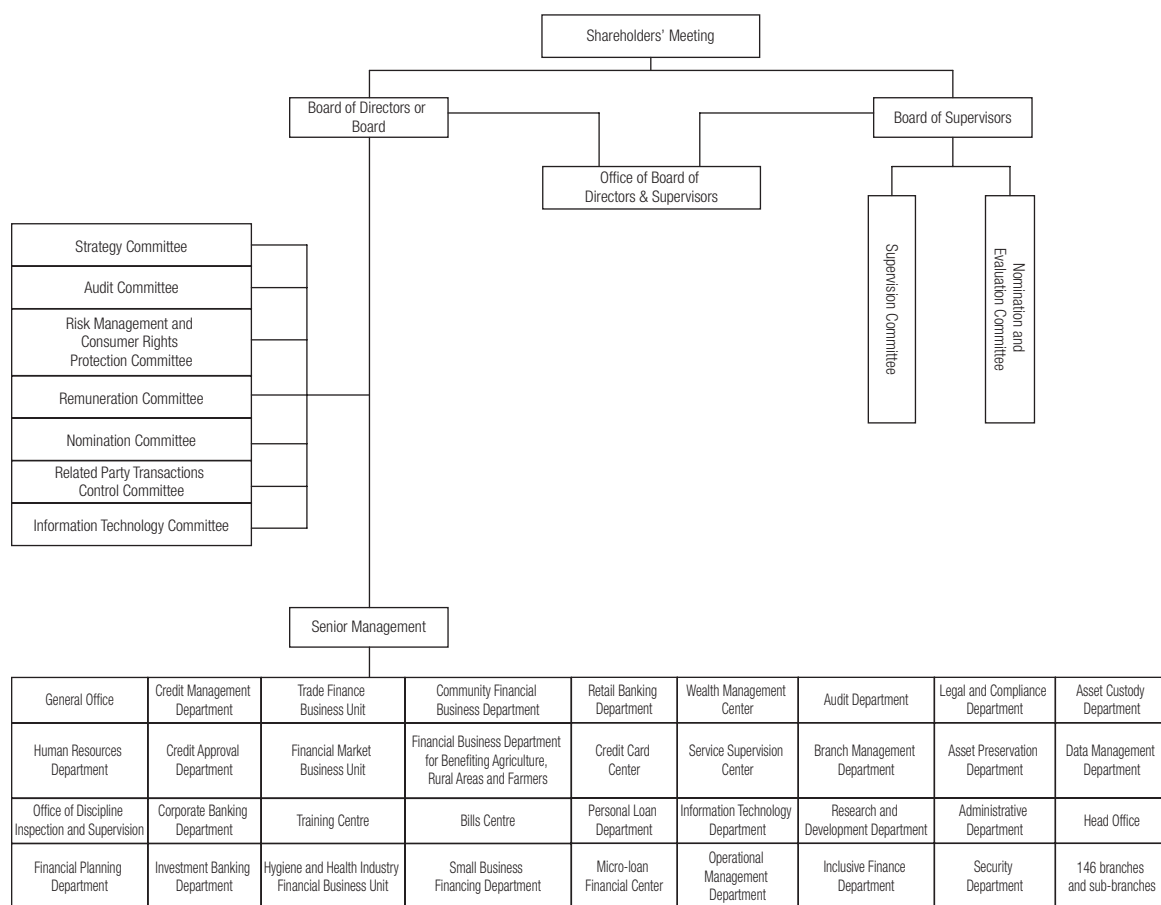 Shareholders' Meeting
Board of Directors or
Board
Board of Supervisors
Office of Board of
Directors & Supervisors
Supervision Committee
Nomination and
Evaluation Committee
Strategy Committee
Audit Committee
Risk Management and
Consumer Rights
Protection Committee
Remuneration Committee
Nomination Committee
Related Party Transactions
Control Committee
Information Technology Committee
Senior Management
General Office
Credit Management
Department
Trade Finance
Business Unit
Community Financial
Business Department
Retail Banking
Department
Wealth Management
Center
Audit Department
Legal and Compliance
Department
Asset Custody
Department
Human Resources
Department
Credit Approval
Department
Financial Market
Business Unit
Financial Business Department
for Benefiting Agriculture,
Rural Areas and Farmers
Credit Card
Center
Service Supervision
Center
Branch Management
Department
Asset Preservation
Department
Data Management
Department
Office of Discipline
Inspection and Supervision
Corporate Banking
Department
Training Centre
Bills Centre
Personal Loan
Department
Information Technology
Department
Research and
Development Department
Administrative
Department
Head Office
Financial Planning
Department
Investment Banking
Department
Hygiene and Health Industry
Financial Business Unit
Small Business
Financing Department
Micro-loan
Financial Center
Operational
Management
Department
Inclusive Finance
Department
Security
Department
146 branches
and sub-branches